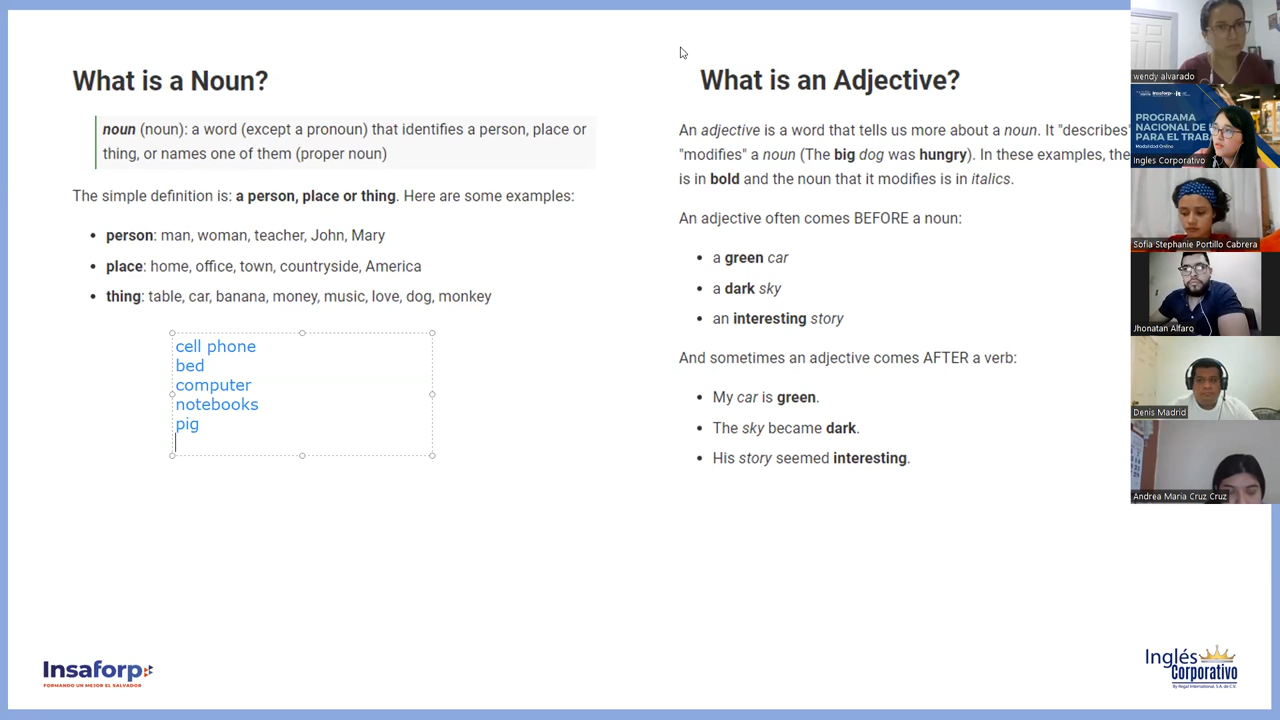 What is a Noun?
noun (noun): a word (except a pronoun) that identifies a person, place or
thing, or names one of them (proper noun)
The simple definition is: a person, place or thing. Here are some examples:
• person: man, woman, teacher, John, Mary
• place: home, office, town, countryside, America
• thing: table, car, banana, money, music, love, dog, monkey
cell phone
bed
computer
notebooks
pig
What is an Adjective?
An adjective is a word that tells us more about a noun. It "describes"
"modifies" a noun (The big dog was hungry). In these examples, the
is in bold and the noun that it modifies is in italics.
An adjective often comes BEFORE a noun:
• a green car
• a dark sky
• an interesting story
And sometimes an adjective comes AFTER a verb:
• My car is green.
• The sky became dark.
• His story seemed interesting.
wendy alvarado
Insaforp
PROGRAMA
NACIONAL DE
PARA EL TRAB
Modalidad Online
Ingles Corporativo
Sofia Stephanie Portillo Cabrera
Jhonatan Alfaro
Denis Madrid
Andrea Maria Cruz Cruz
Insaforp
FORMANDO UN MEJOR EL SALVADOR
Inglés
Corporativo
By Regal International, S.A. de C.V.